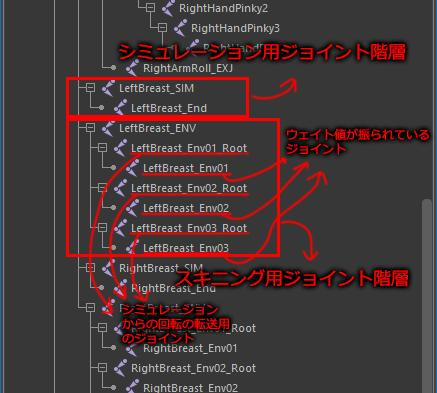 RightHandPinky2
RightHandPinky3
RightArmRoll_EXJ
シミュレーション用ジョイント階層
LeftBreast_SIM
LeftBreast_End
LeftBreast_ENV
LeftBreast_Env01_Root
LeftBreast_Env01
LeftBreast_Env02_Root
LeftBreast_Env02
LeftBreast_Env03_Root
LeftBreast_Env03
ウェイト値が振られている
ジョイント
RightBreast_SIM
スキニング用ジョイント階層
RightBreast_End
シミュレーション
からの回転の転送用
のジョイント
RightBreast_Env01
RightBreast_Env02_Root
RightBreast_Env02